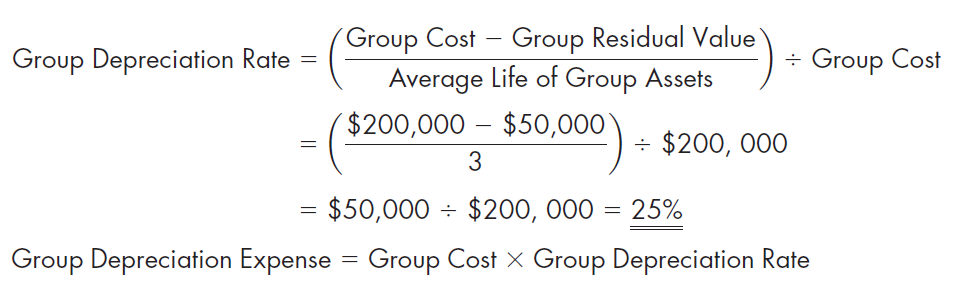 Group Depreciation Rate = (Group Cost − Group Residual Value / Average Life of Group Assets) ÷ Group Cost
= ($200,000 − $50,000 / 3) ÷ $200, 000
= $50,000 ÷ $200, 000 = 25%
Group Depreciation Expense = Group Cost × Group Depreciation Rate